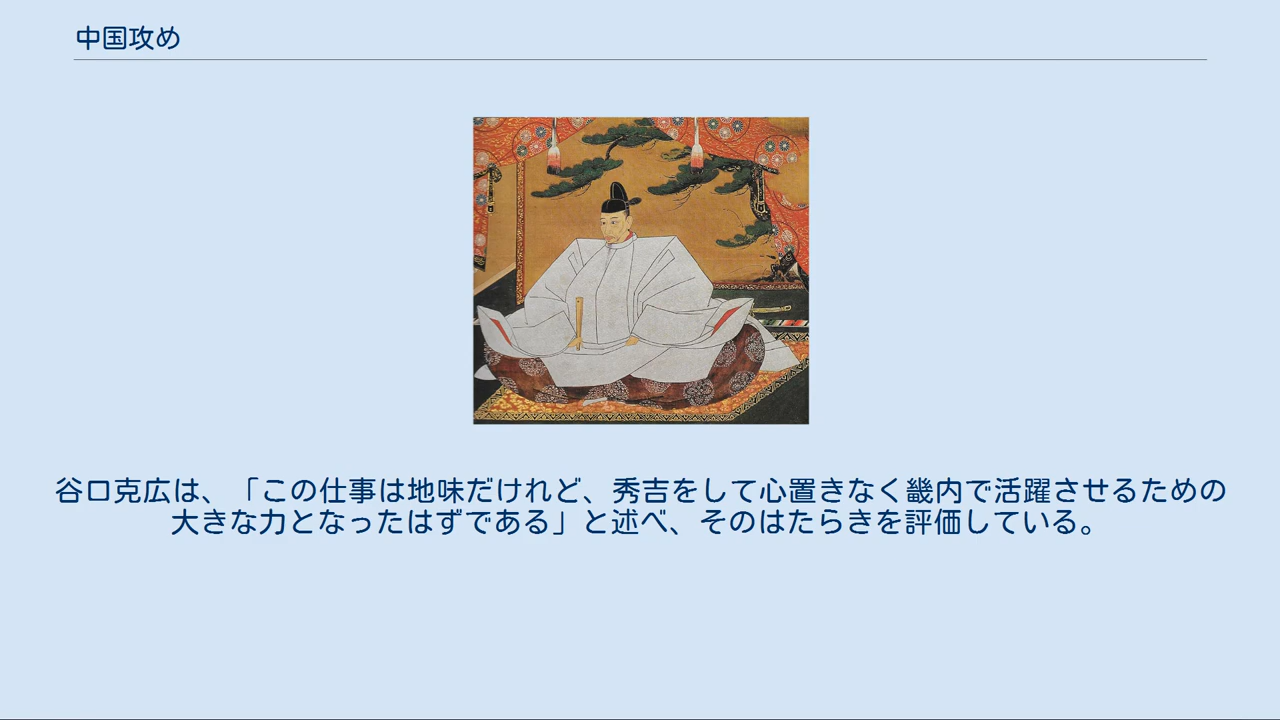 中国攻め
谷口克広は、「この仕事は地味だけれど、秀吉をして心置きなく畿内で活躍させるための
大きな力となったはずである」と述べ、そのはたらきを評価している。